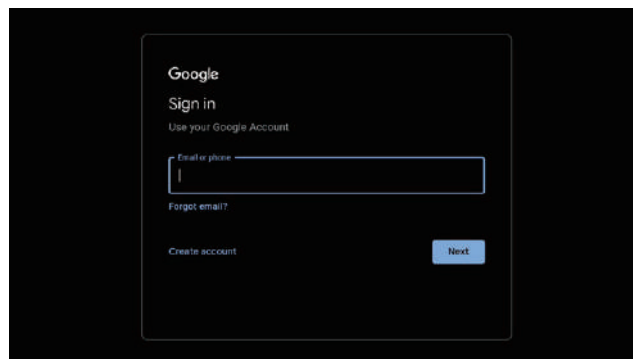 Google
Sign in
Use your Google Account
Email or phone
Forgot email?
Create account
Next